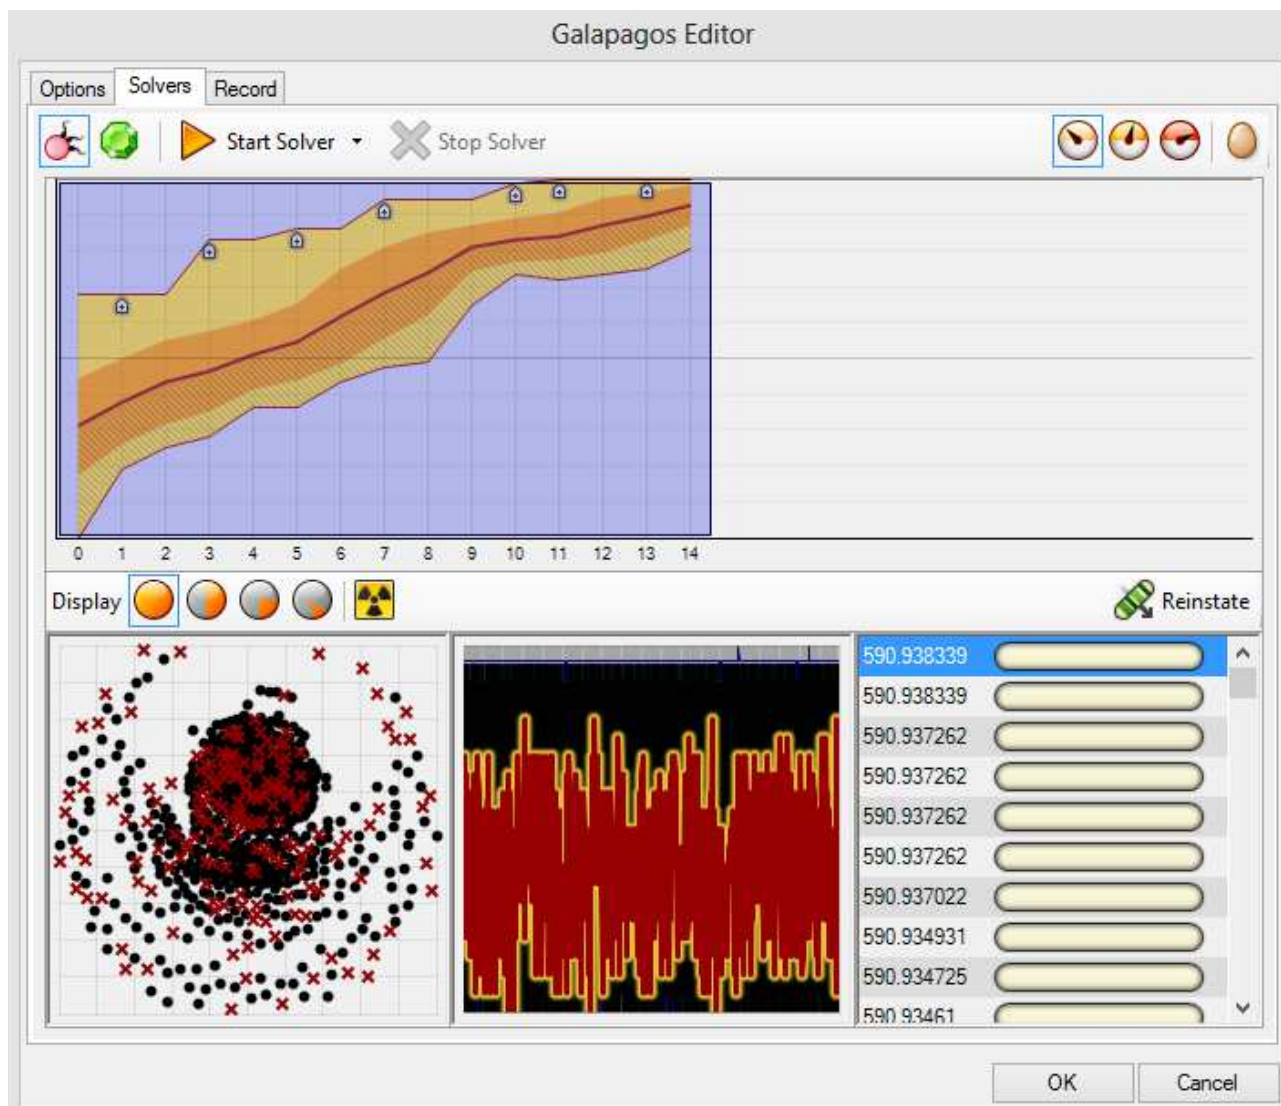 Galapagos Editor
Options Solvers Record
Start Solver Stop Solver
0 1 2 3 4 5 6 7 8 9 10 11 12 13 14
Display Reinstate
590.938339
590.938339
590.937262
590.937262
590.937262
590.937262
590.937022
590.934931
590.934725
590.93461
OK Cancel